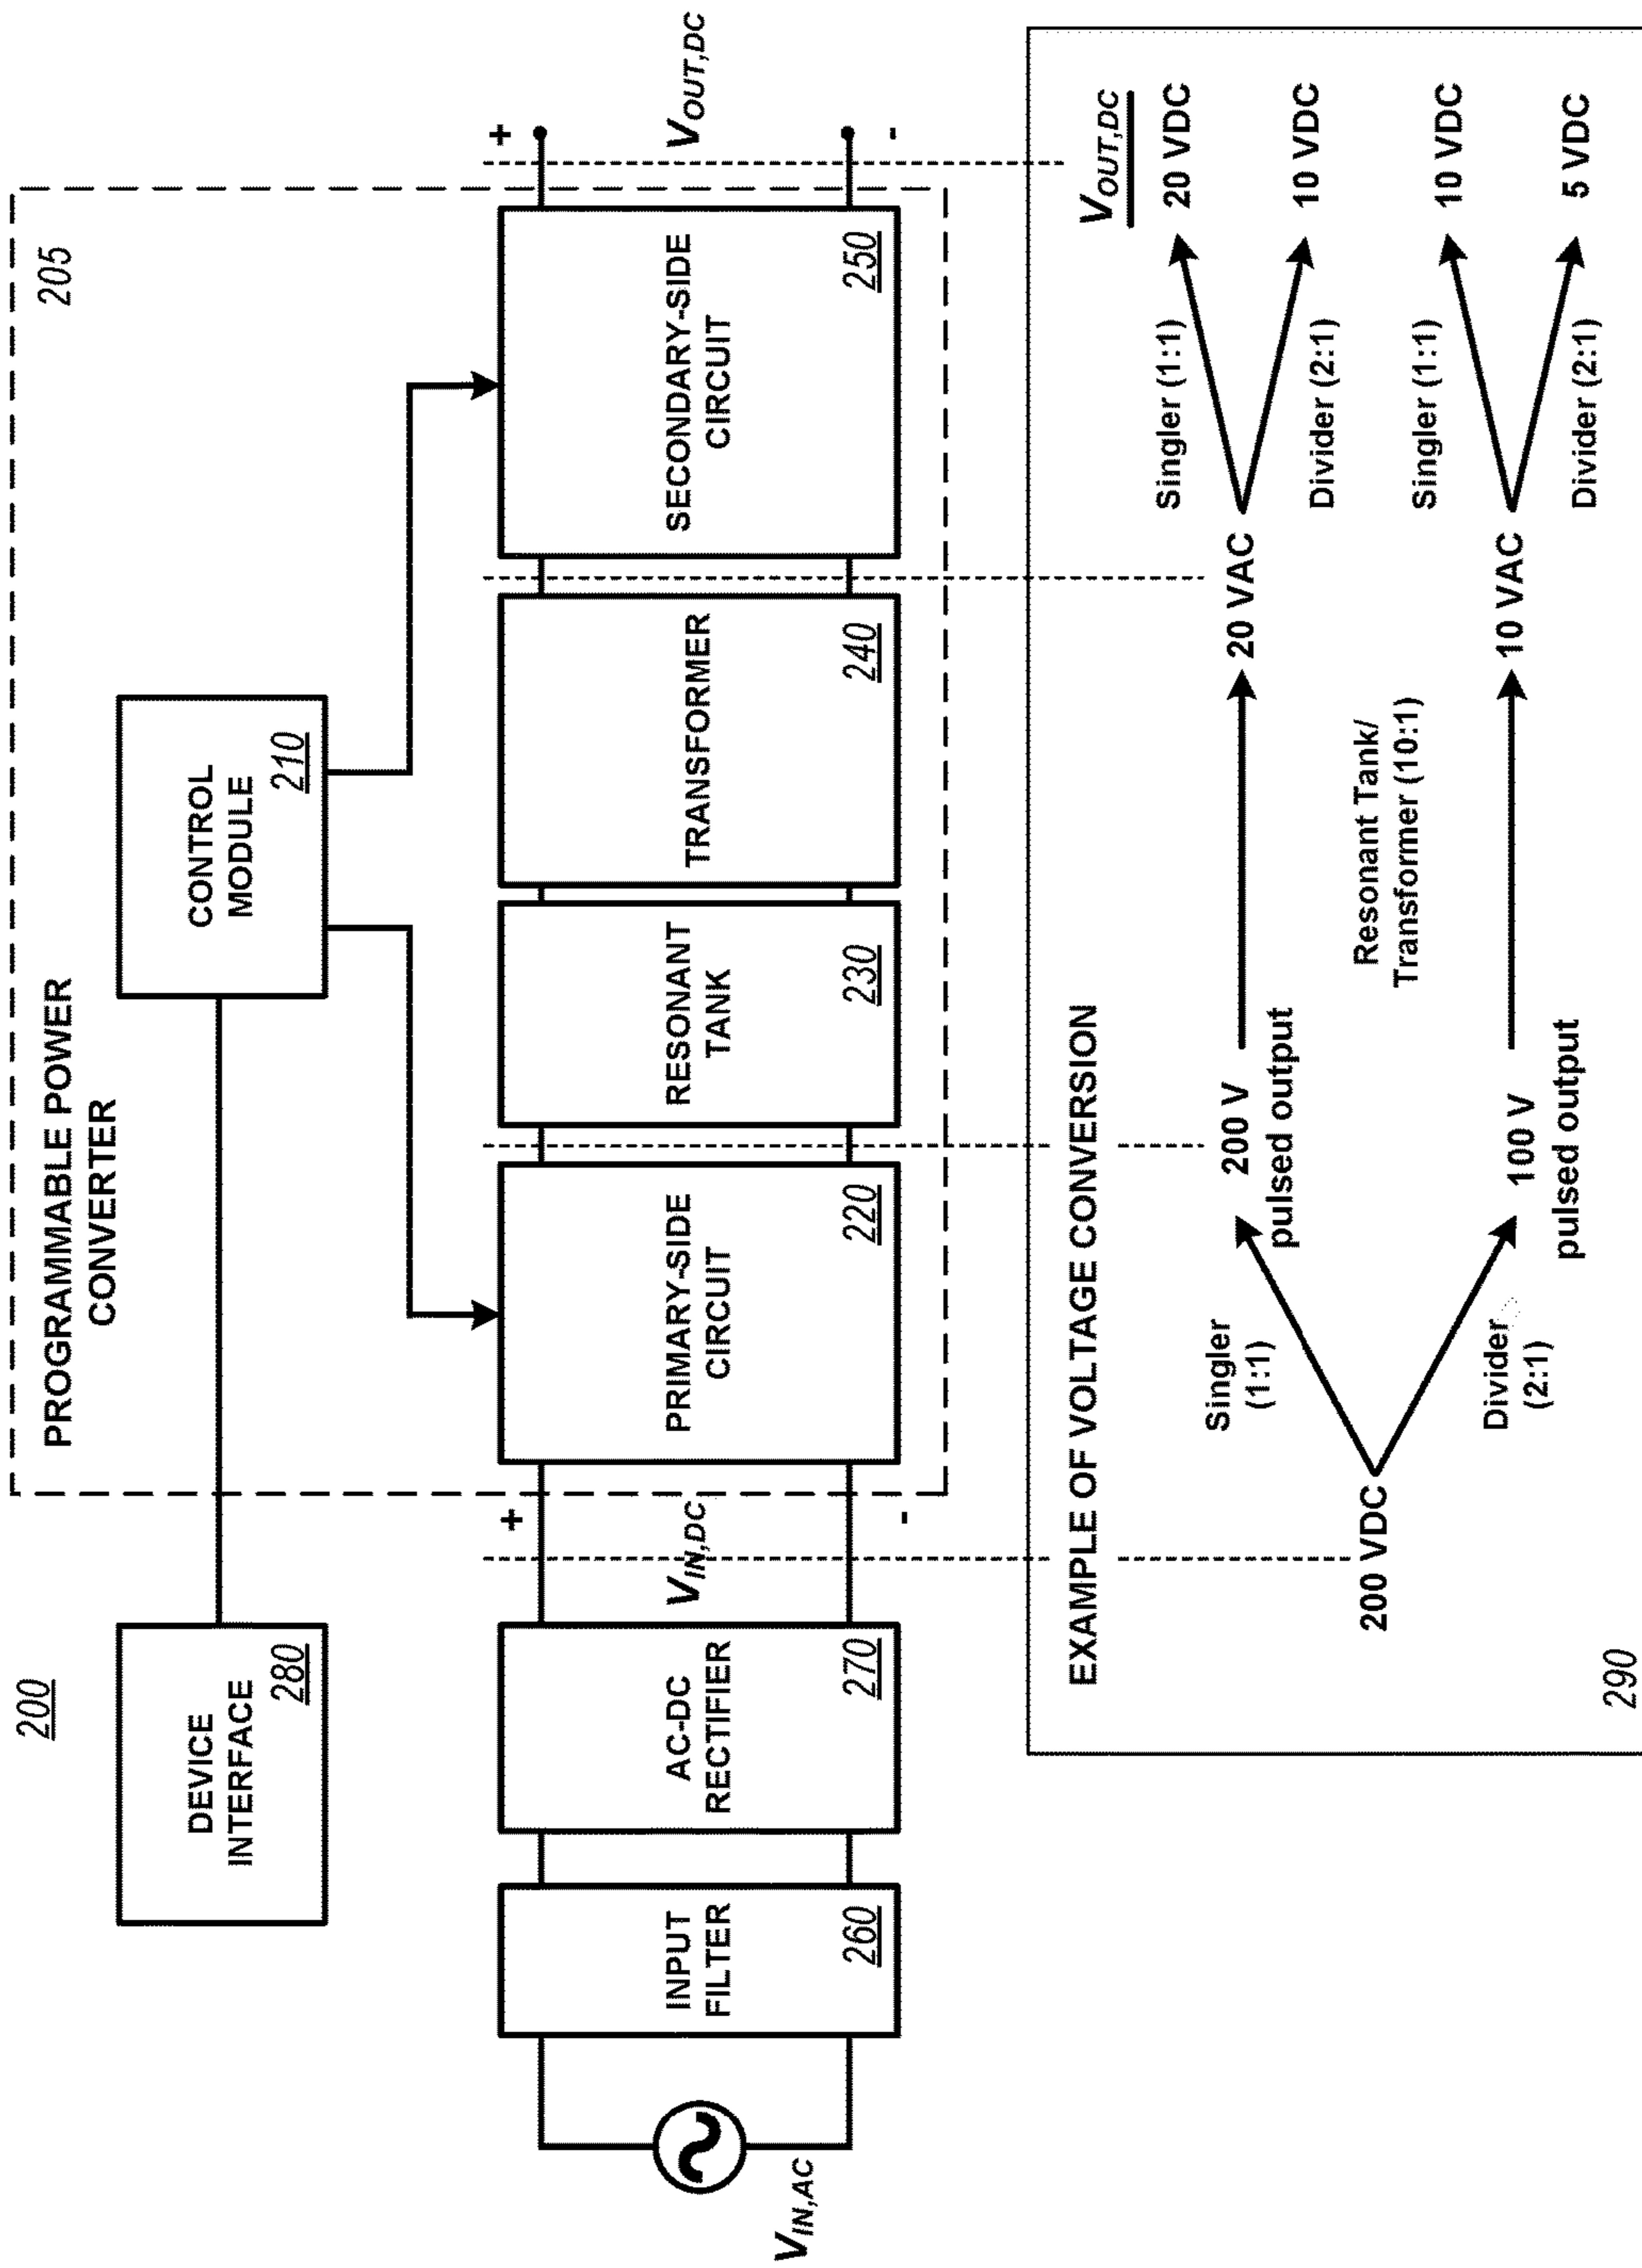 200
205
PROGRAMMABLE POWER
CONVERTER
DEVICE
INTERFACE
280
CONTROL
MODULE
210
V_IN,AC
INPUT
FILTER
260
AC-DC
RECTIFIER
270
+
V_IN,DC
-
PRIMARY-SIDE
CIRCUIT
220
RESONANT
TANK
230
TRANSFORMER
240
SECONDARY-SIDE
CIRCUIT
250
+
V_OUT,DC
-
EXAMPLE OF VOLTAGE CONVERSION
V_OUT,DC
200 VDC
Singler
(1:1)
200 V
pulsed output
20 VAC
Singler (1:1)
20 VDC
Divider (2:1)
10 VDC
Resonant Tank/
Transformer (10:1)
Divider
(2:1)
100 V
pulsed output
10 VAC
Singler (1:1)
10 VDC
Divider (2:1)
5 VDC
290